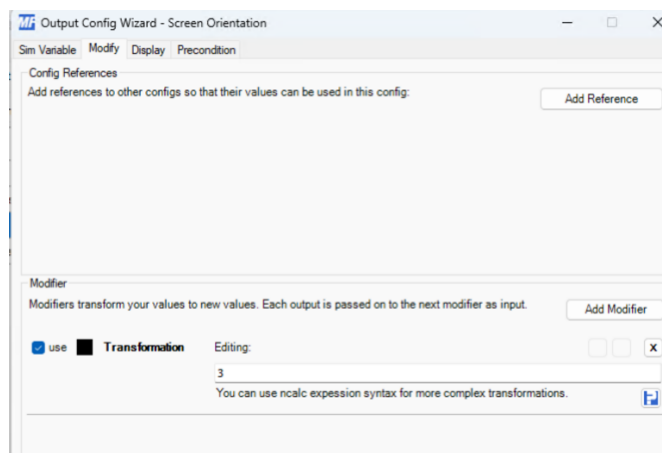 MF Output Config Wizard - Screen Orientation
Sim Variable Modify Display Precondition
Config References
Add references to other configs so that their values can be used in this config: Add Reference
Modifier
Modifiers transform your values to new values. Each output is passed on to the next modifier as input. Add Modifier
use Transformation Editing: x
3
You can use ncalc expession syntax for more complex transformations.